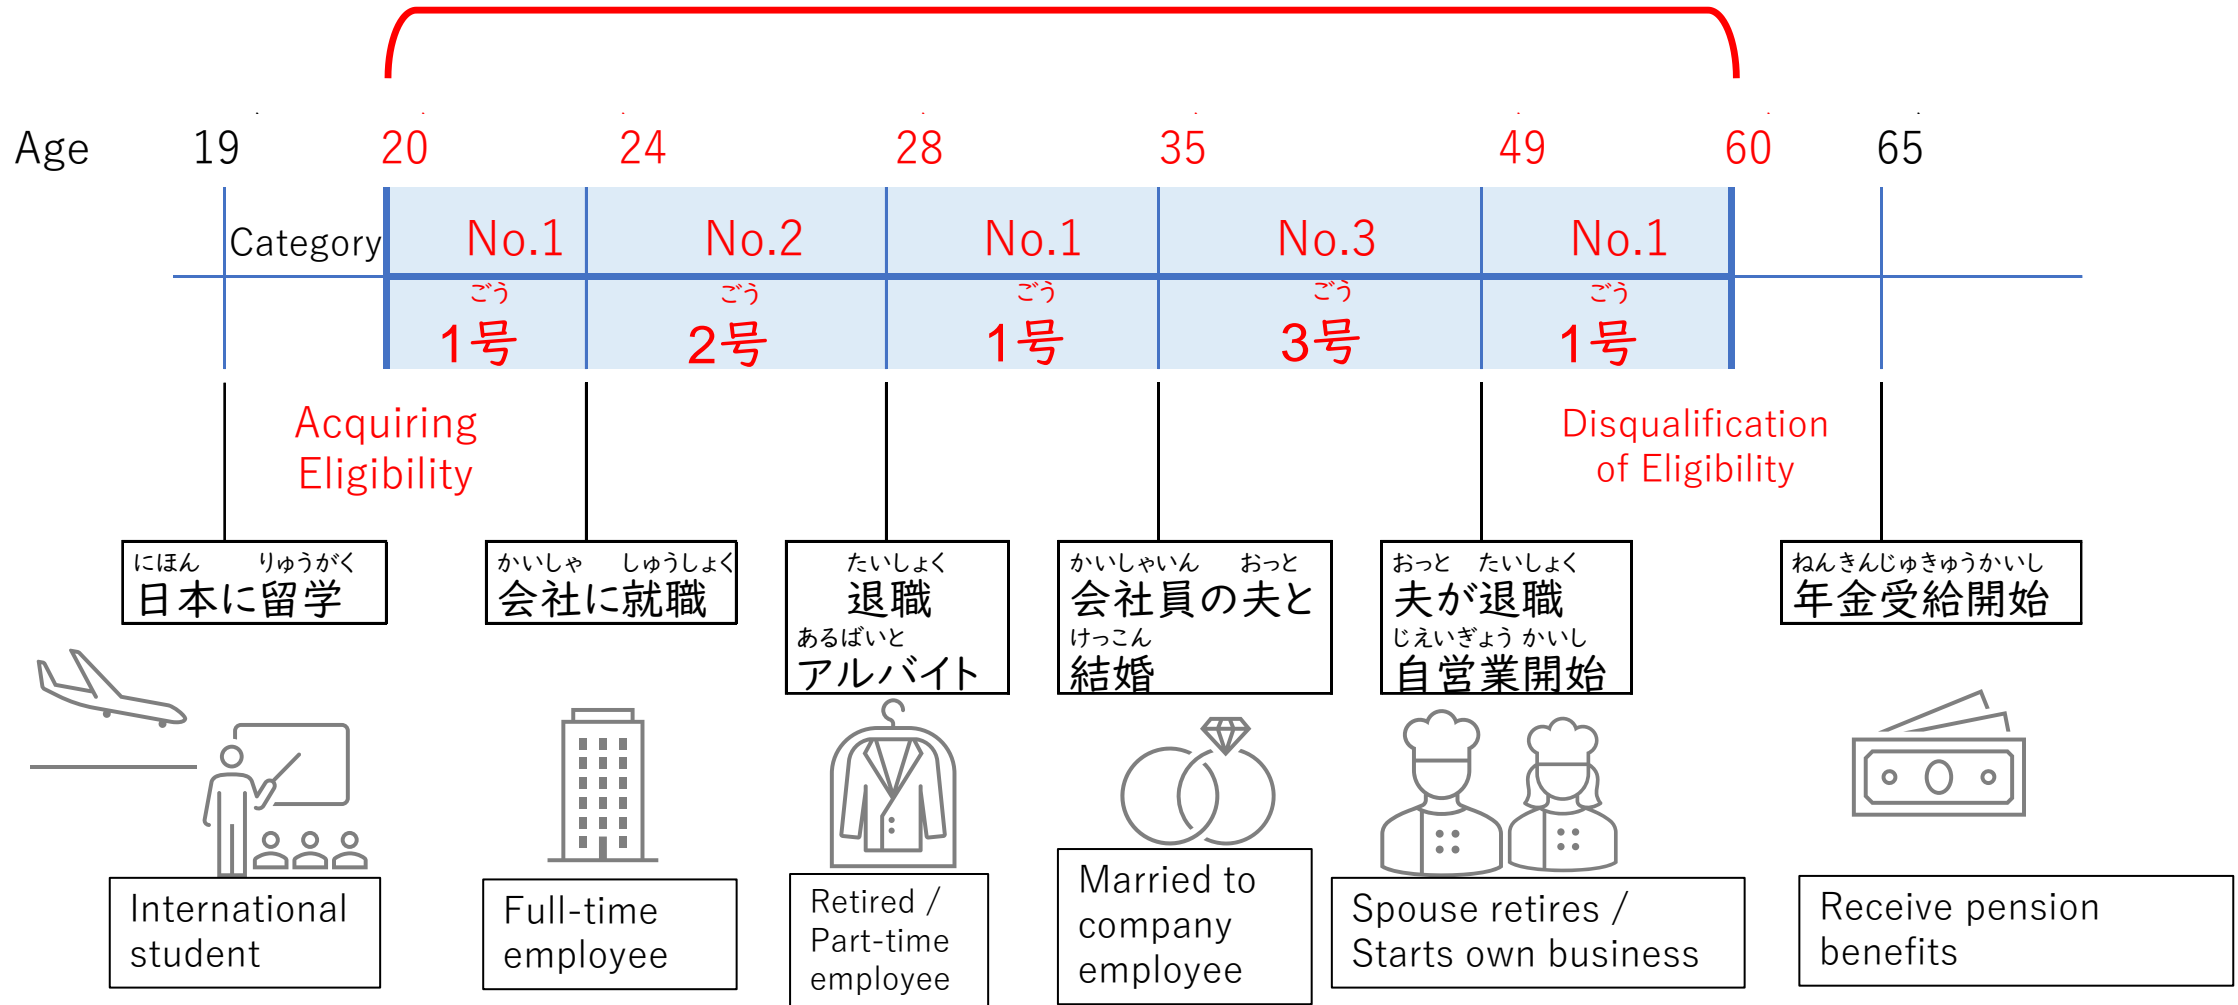 Age 19 20 24 28 35 49 60 65
Category No.1 No.2 No.1 No.3 No.1
ごう ごう ごう ごう ごう
1号 2号 1号 3号 1号
Acquiring
Eligibility
Disqualification
of Eligibility
にほん りゅうがく
日本に留学
かいしゃ しゅうしょく
会社に就職
たいしょく
退職
あるばいと
アルバイト
かいしゃいん おっと
会社員の夫と
けっこん
結婚
おっと たいしょく
夫が退職
じえいぎょう かいし
自営業開始
ねんきんじゅきゅうかいし
年金受給開始
International
student
Full-time
employee
Retired /
Part-time
employee
Married to
company
employee
Spouse retires /
Starts own business
Receive pension
benefits